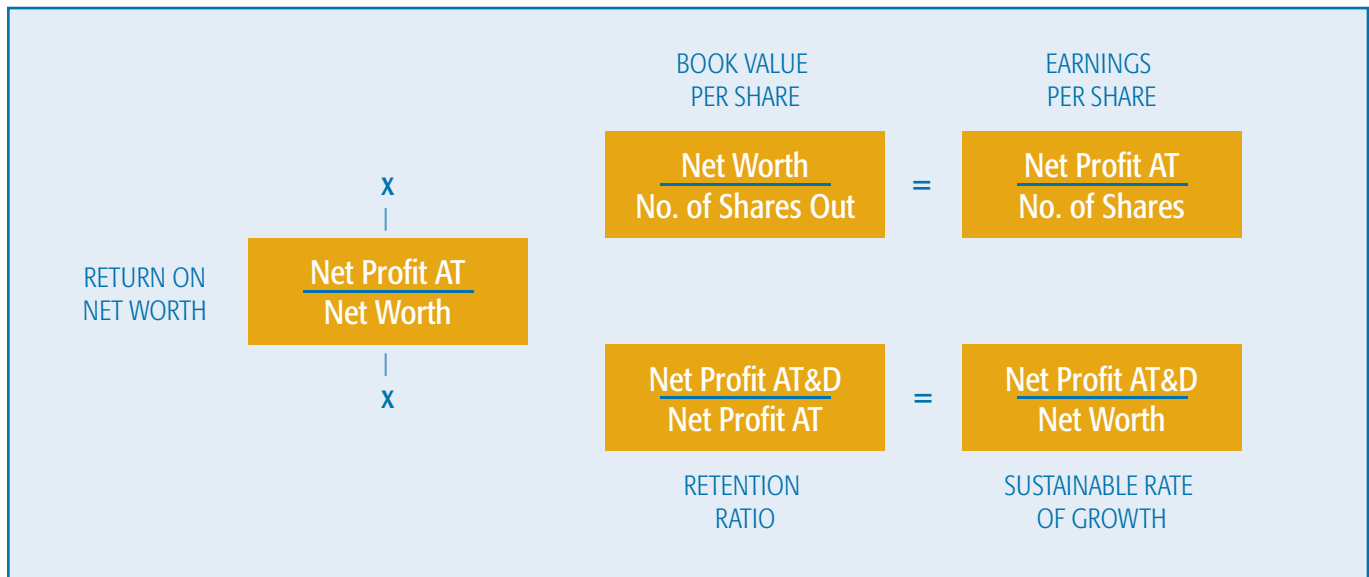 BOOK VALUE
PER SHARE
EARNINGS
PER SHARE
Net Worth
No. of Shares Out
=
Net Profit AT
No. of Shares
X
RETURN ON
NET WORTH
Net Profit AT
Net Worth
X
Net Profit AT&D
Net Profit AT
=
Net Profit AT&D
Net Worth
RETENTION
RATIO
SUSTAINABLE RATE
OF GROWTH